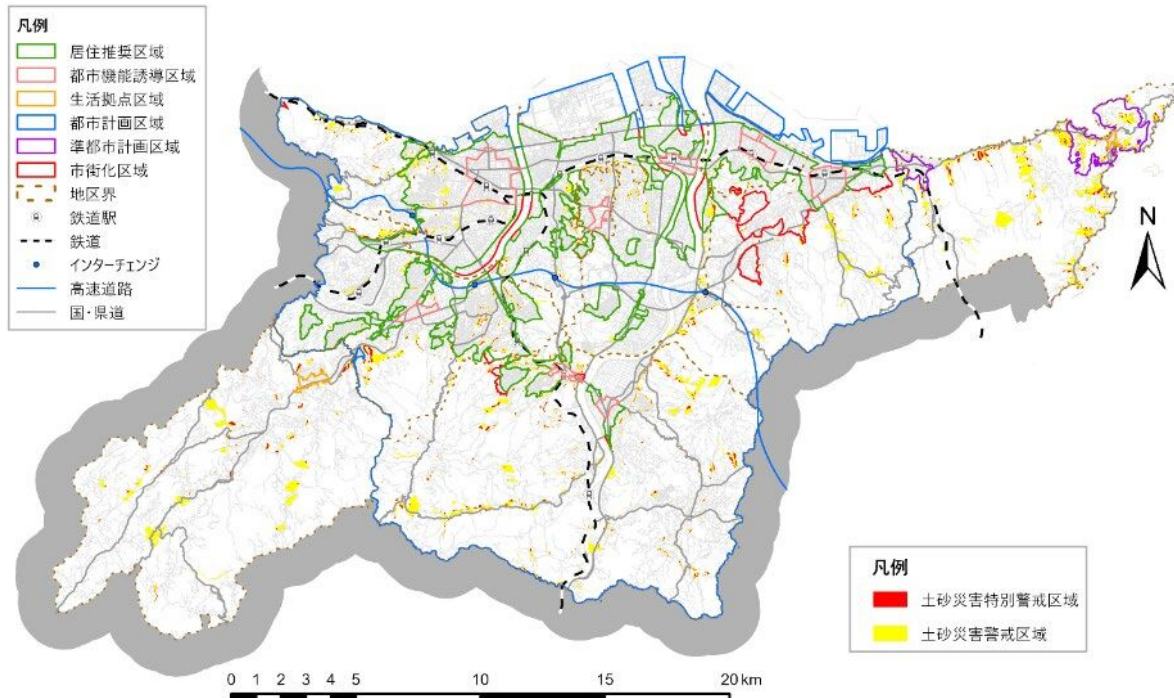 凡例
居住推奨区域
都市機能誘導区域
生活拠点区域
都市計画区域
準都市計画区域
市街化区域
地区界
鉄道駅
鉄道
インターチェンジ
高速道路
国・県道
N
凡例
土砂災害特別警戒区域
土砂災害警戒区域
0 1 2 3 4 5 10 15 20 km